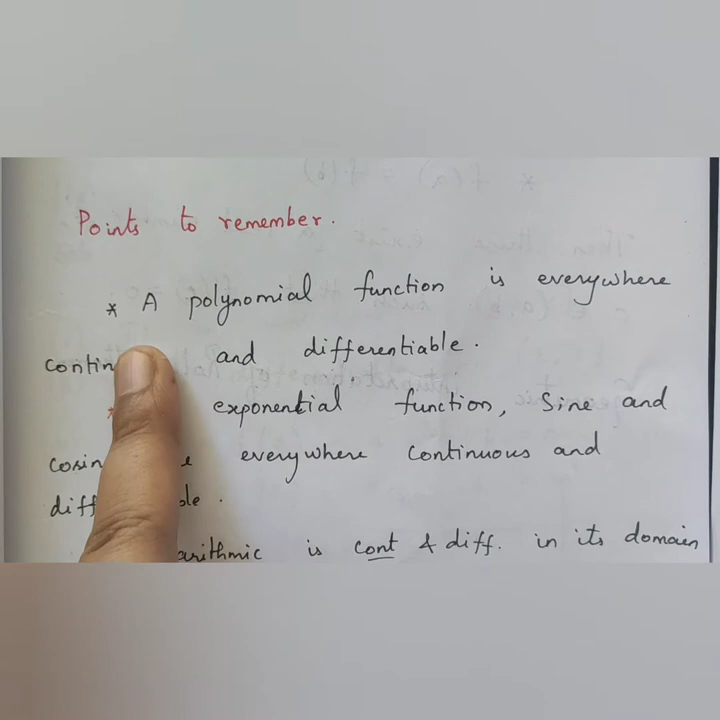 Points to remember.
* A polynomial function is everywhere
contin and differentiable.
* exponential function, Sine and
cosin e everywhere continuous and
diff ble.
arithmic is cont & diff. in its domain